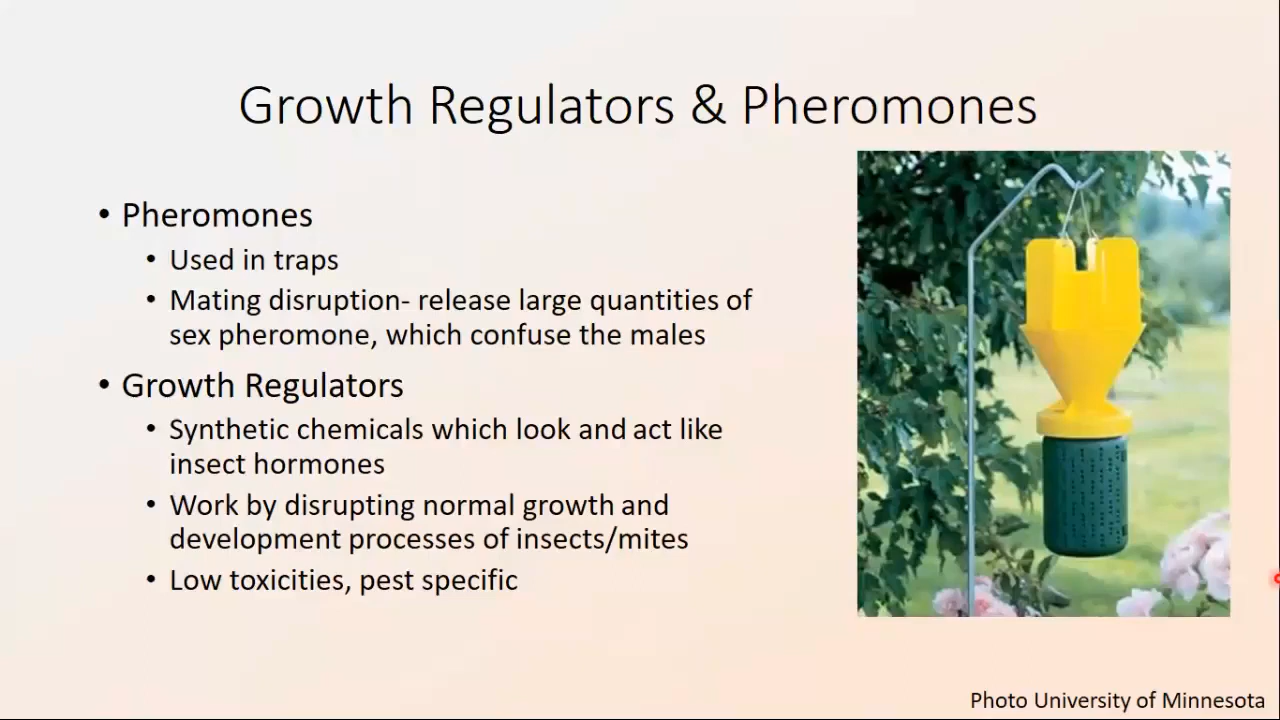 Growth Regulators & Pheromones
• Pheromones
• Used in traps
• Mating disruption- release large quantities of
sex pheromone, which confuse the males
• Growth Regulators
• Synthetic chemicals which look and act like
insect hormones
• Work by disrupting normal growth and
development processes of insects/mites
• Low toxicities, pest specific
Photo University of Minnesota